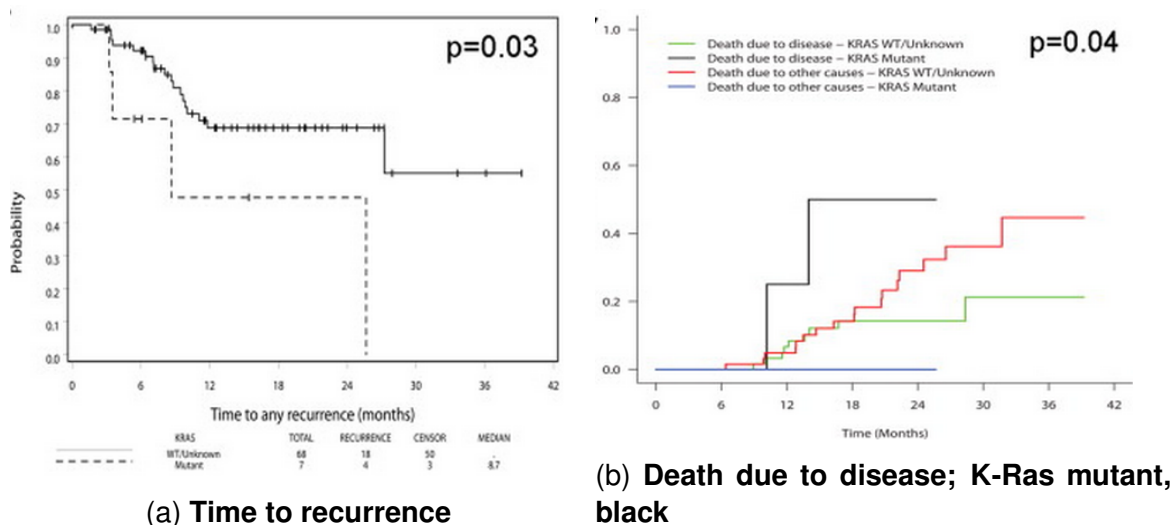 p=0.03
1.0
0.9
0.8
0.7
0.6
0.5
0.4
0.3
0.2
0.1
0.0
Probability
0 6 12 18 24 30 36 42
Time to any recurrence (months)
KRAS TOTAL RECURRENCE CENSOR MEDIAN
WT/Unknown 68 18 50 .
Mutant 7 4 3 8.7
(a) Time to recurrence
p=0.04
Death due to disease – KRAS WT/Unknown
Death due to disease – KRAS Mutant
Death due to other causes – KRAS WT/Unknown
Death due to other causes – KRAS Mutant
1.0
0.8
0.6
0.4
0.2
0.0
0 6 12 18 24 30 36 42
Time (Months)
(b) Death due to disease; K-Ras mutant,
black